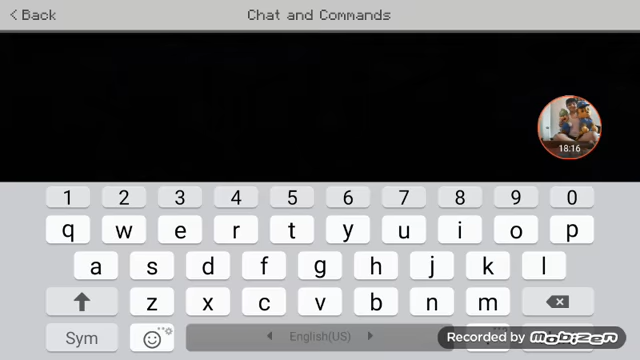 Back
Chat and Commands
18:16
1 2 3 4 5 6 7 8 9 0
q w e r t y u i o p
a s d f g h j k l
z x c v b n m
Sym
English(US)
Recorded by Mobizen